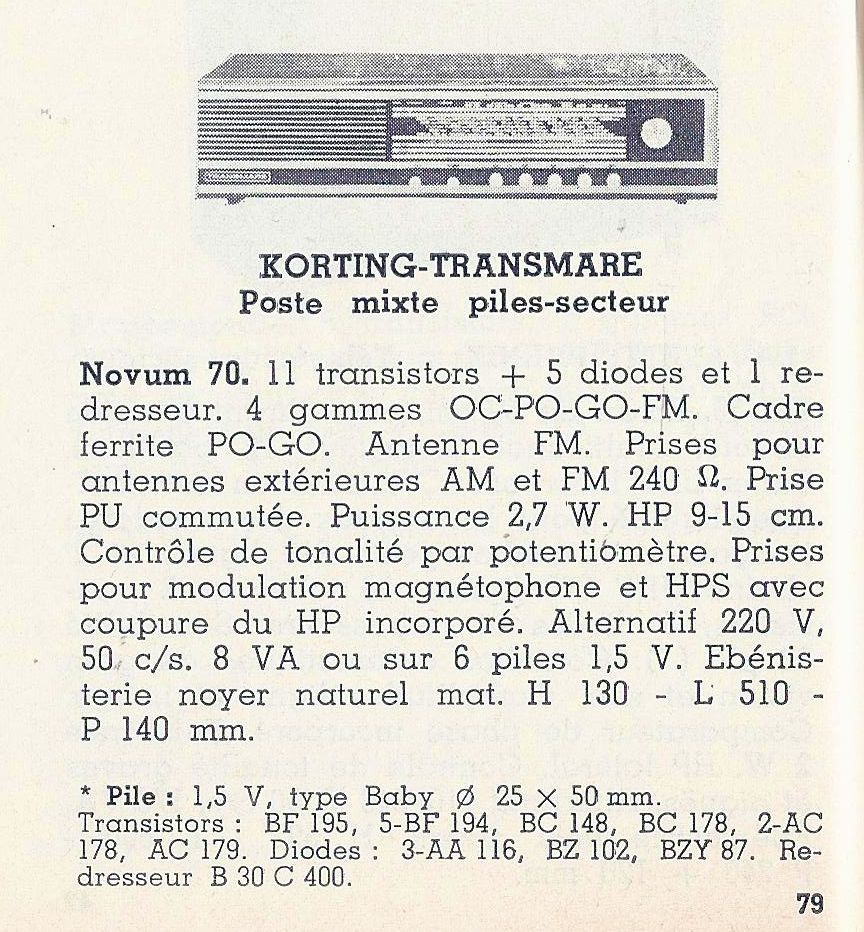 KORTING-TRANSMARE
Poste mixte piles-secteur
Novum 70. 11 transistors + 5 diodes et 1 re-
dresseur. 4 gammes OC-PO-GO-FM. Cadre
ferrite PO-GO. Antenne FM. Prises pour
antennes extérieures AM et FM 240 Ω. Prise
PU commutée. Puissance 2,7 W. HP 9-15 cm.
Contrôle de tonalité par potentiomètre. Prises
pour modulation magnétophone et HPS avec
coupure du HP incorporé. Alternatif 220 V,
50 c/s. 8 VA ou sur 6 piles 1,5 V. Ebénis-
terie noyer naturel mat. H 130 - L 510 -
P 140 mm.
* Pile : 1,5 V, type Baby Ø 25 × 50 mm.
Transistors : BF 195, 5-BF 194, BC 148, BC 178, 2-AC
178, AC 179. Diodes : 3-AA 116, BZ 102, BZY 87. Re-
dresseur B 30 C 400.
79